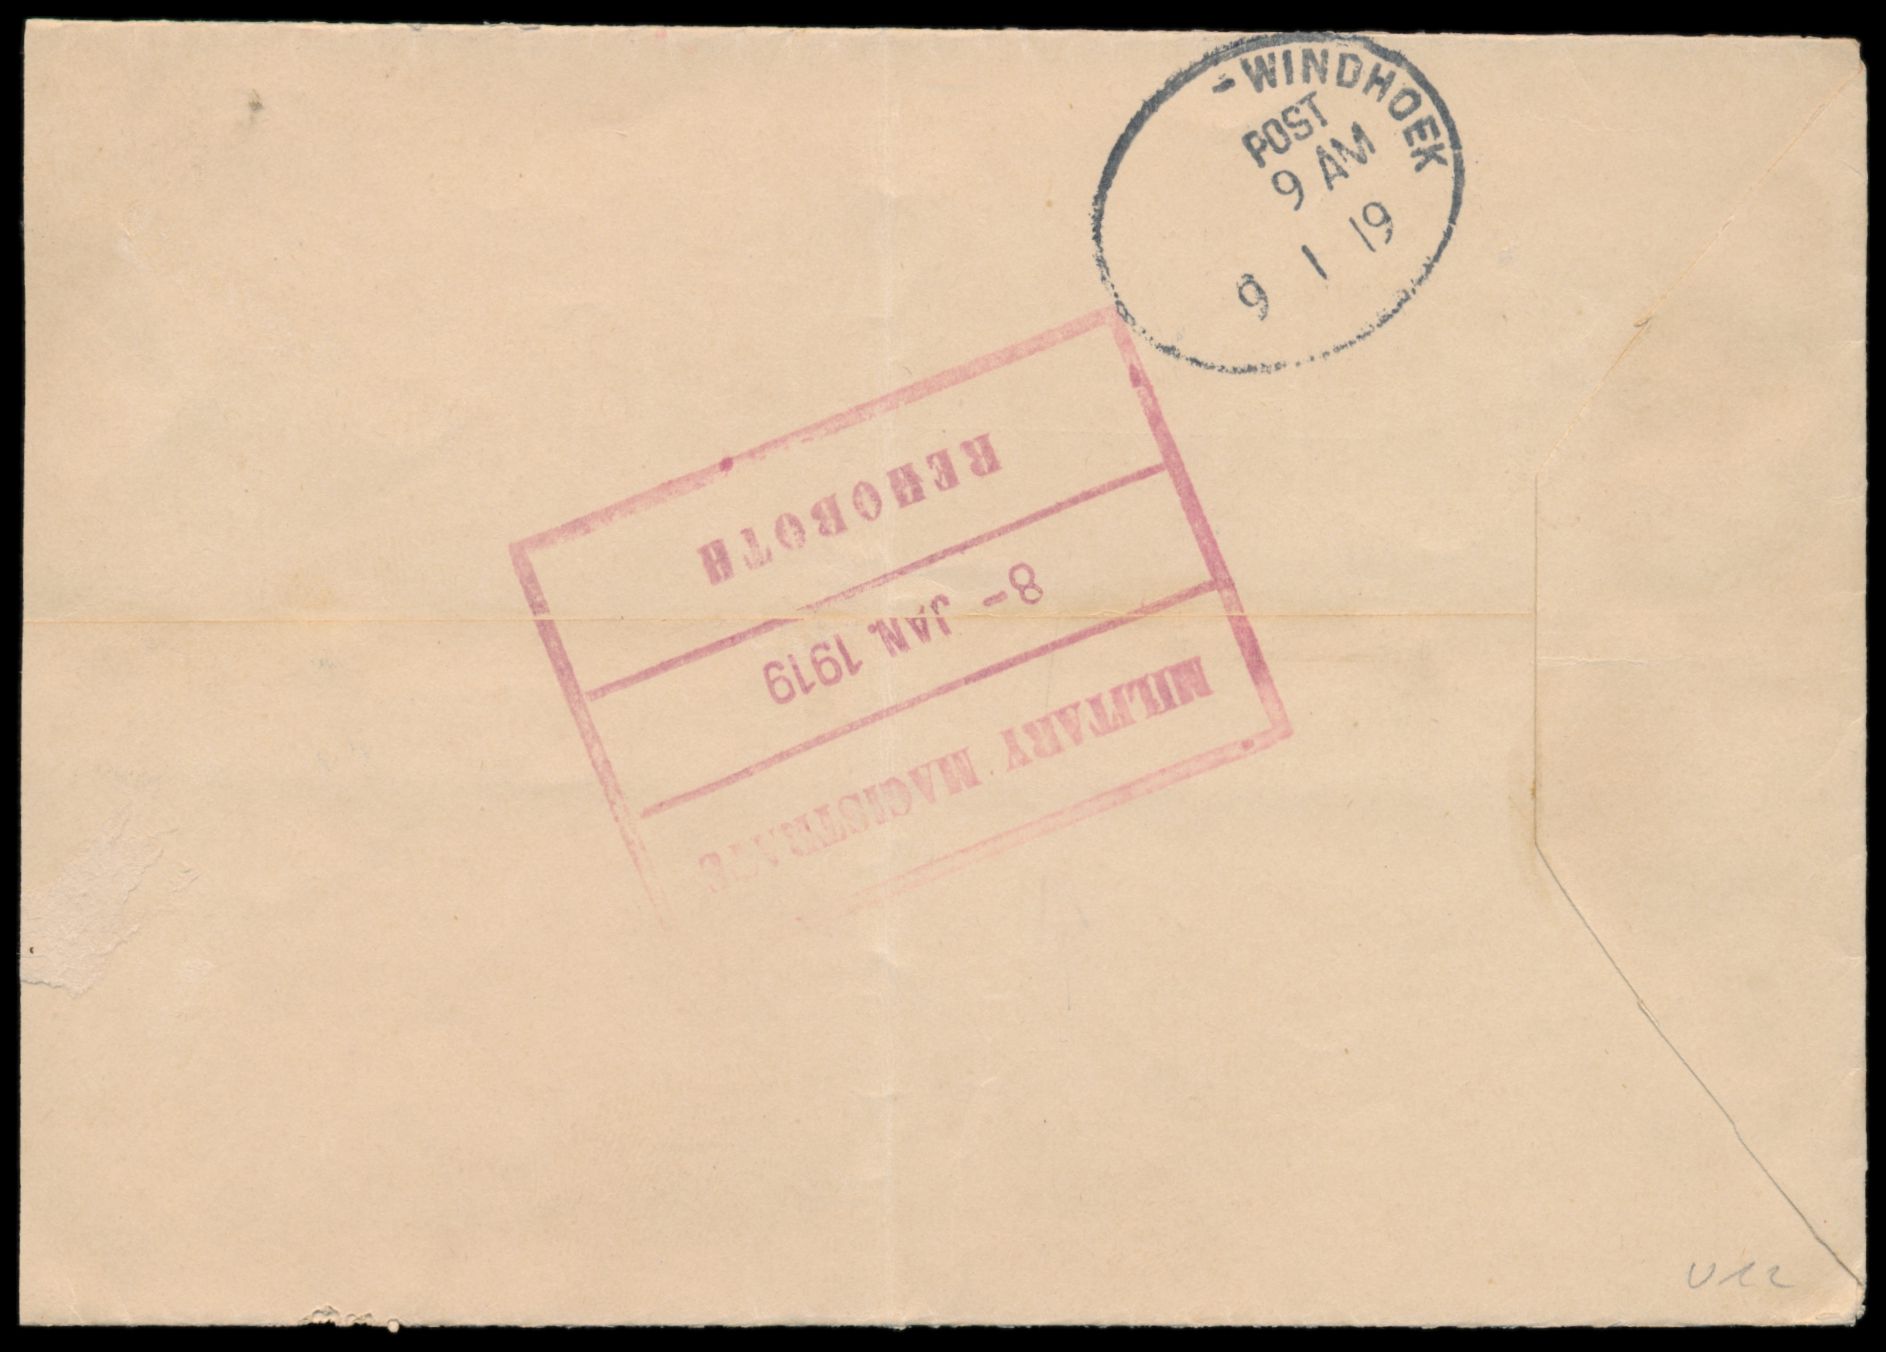 -WINDHOEK
POST
9 AM
9 1 19
MILITARY MAGISTRATE
8- JAN. 1919
REHOBOTH